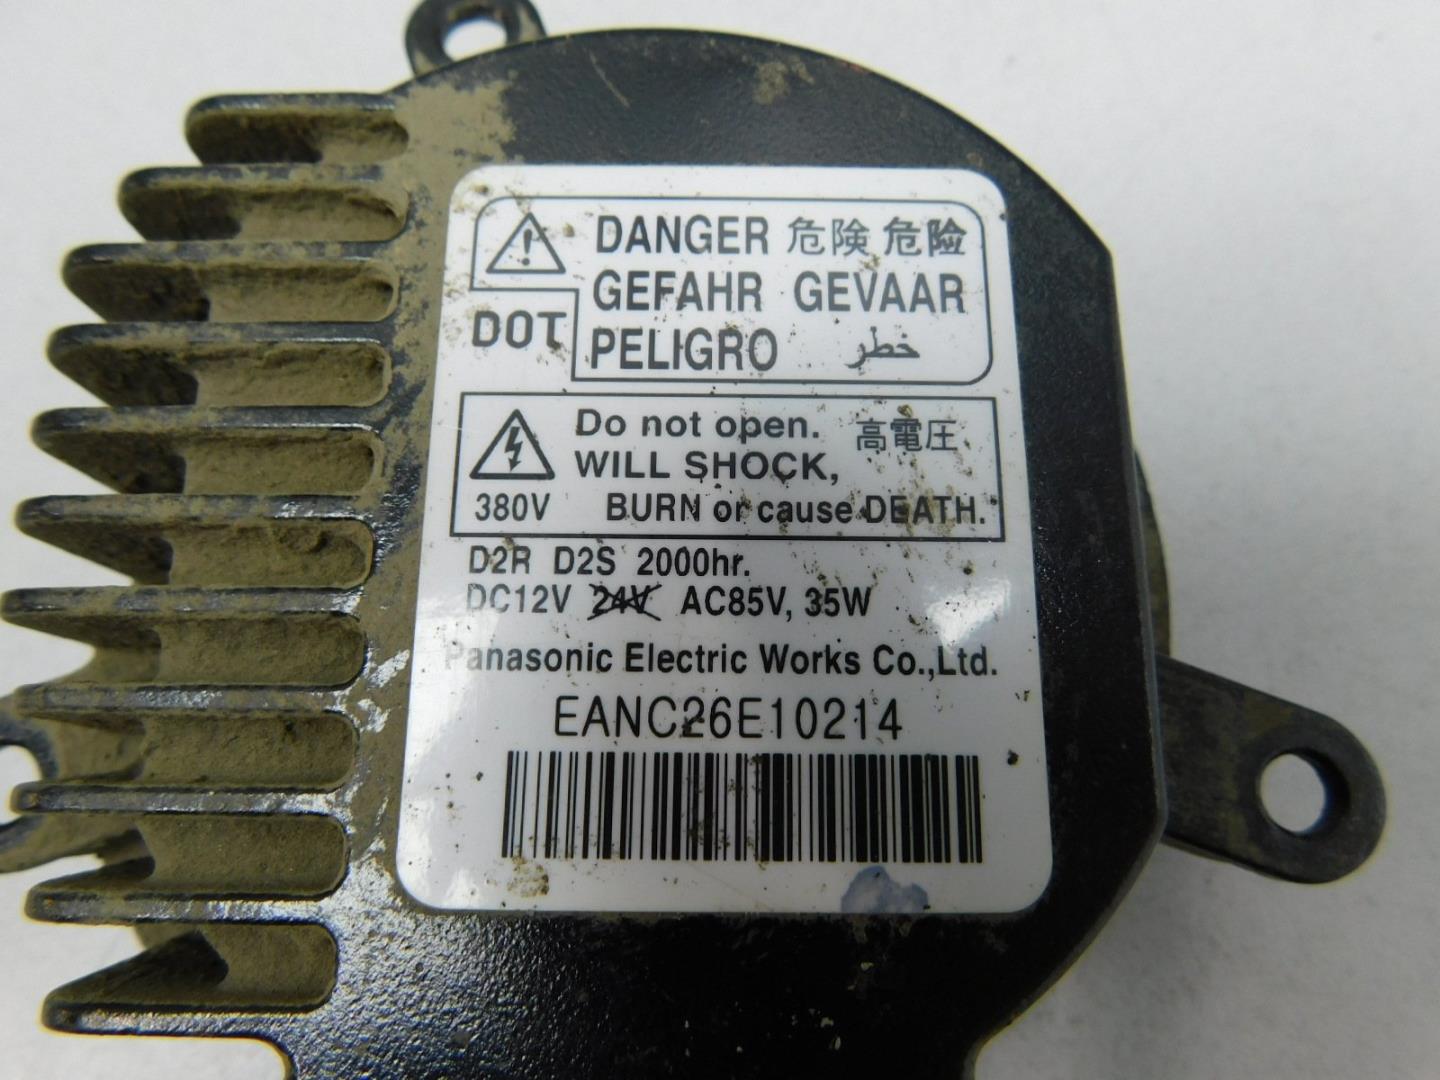 DANGER 危険 危险
GEFAHR GEVAAR
DOT PELIGRO خطر
Do not open. 高電圧
WILL SHOCK,
380V BURN or cause DEATH.
D2R D2S 2000hr.
DC12V 24V AC85V, 35W
Panasonic Electric Works Co.,Ltd.
EANC26E10214